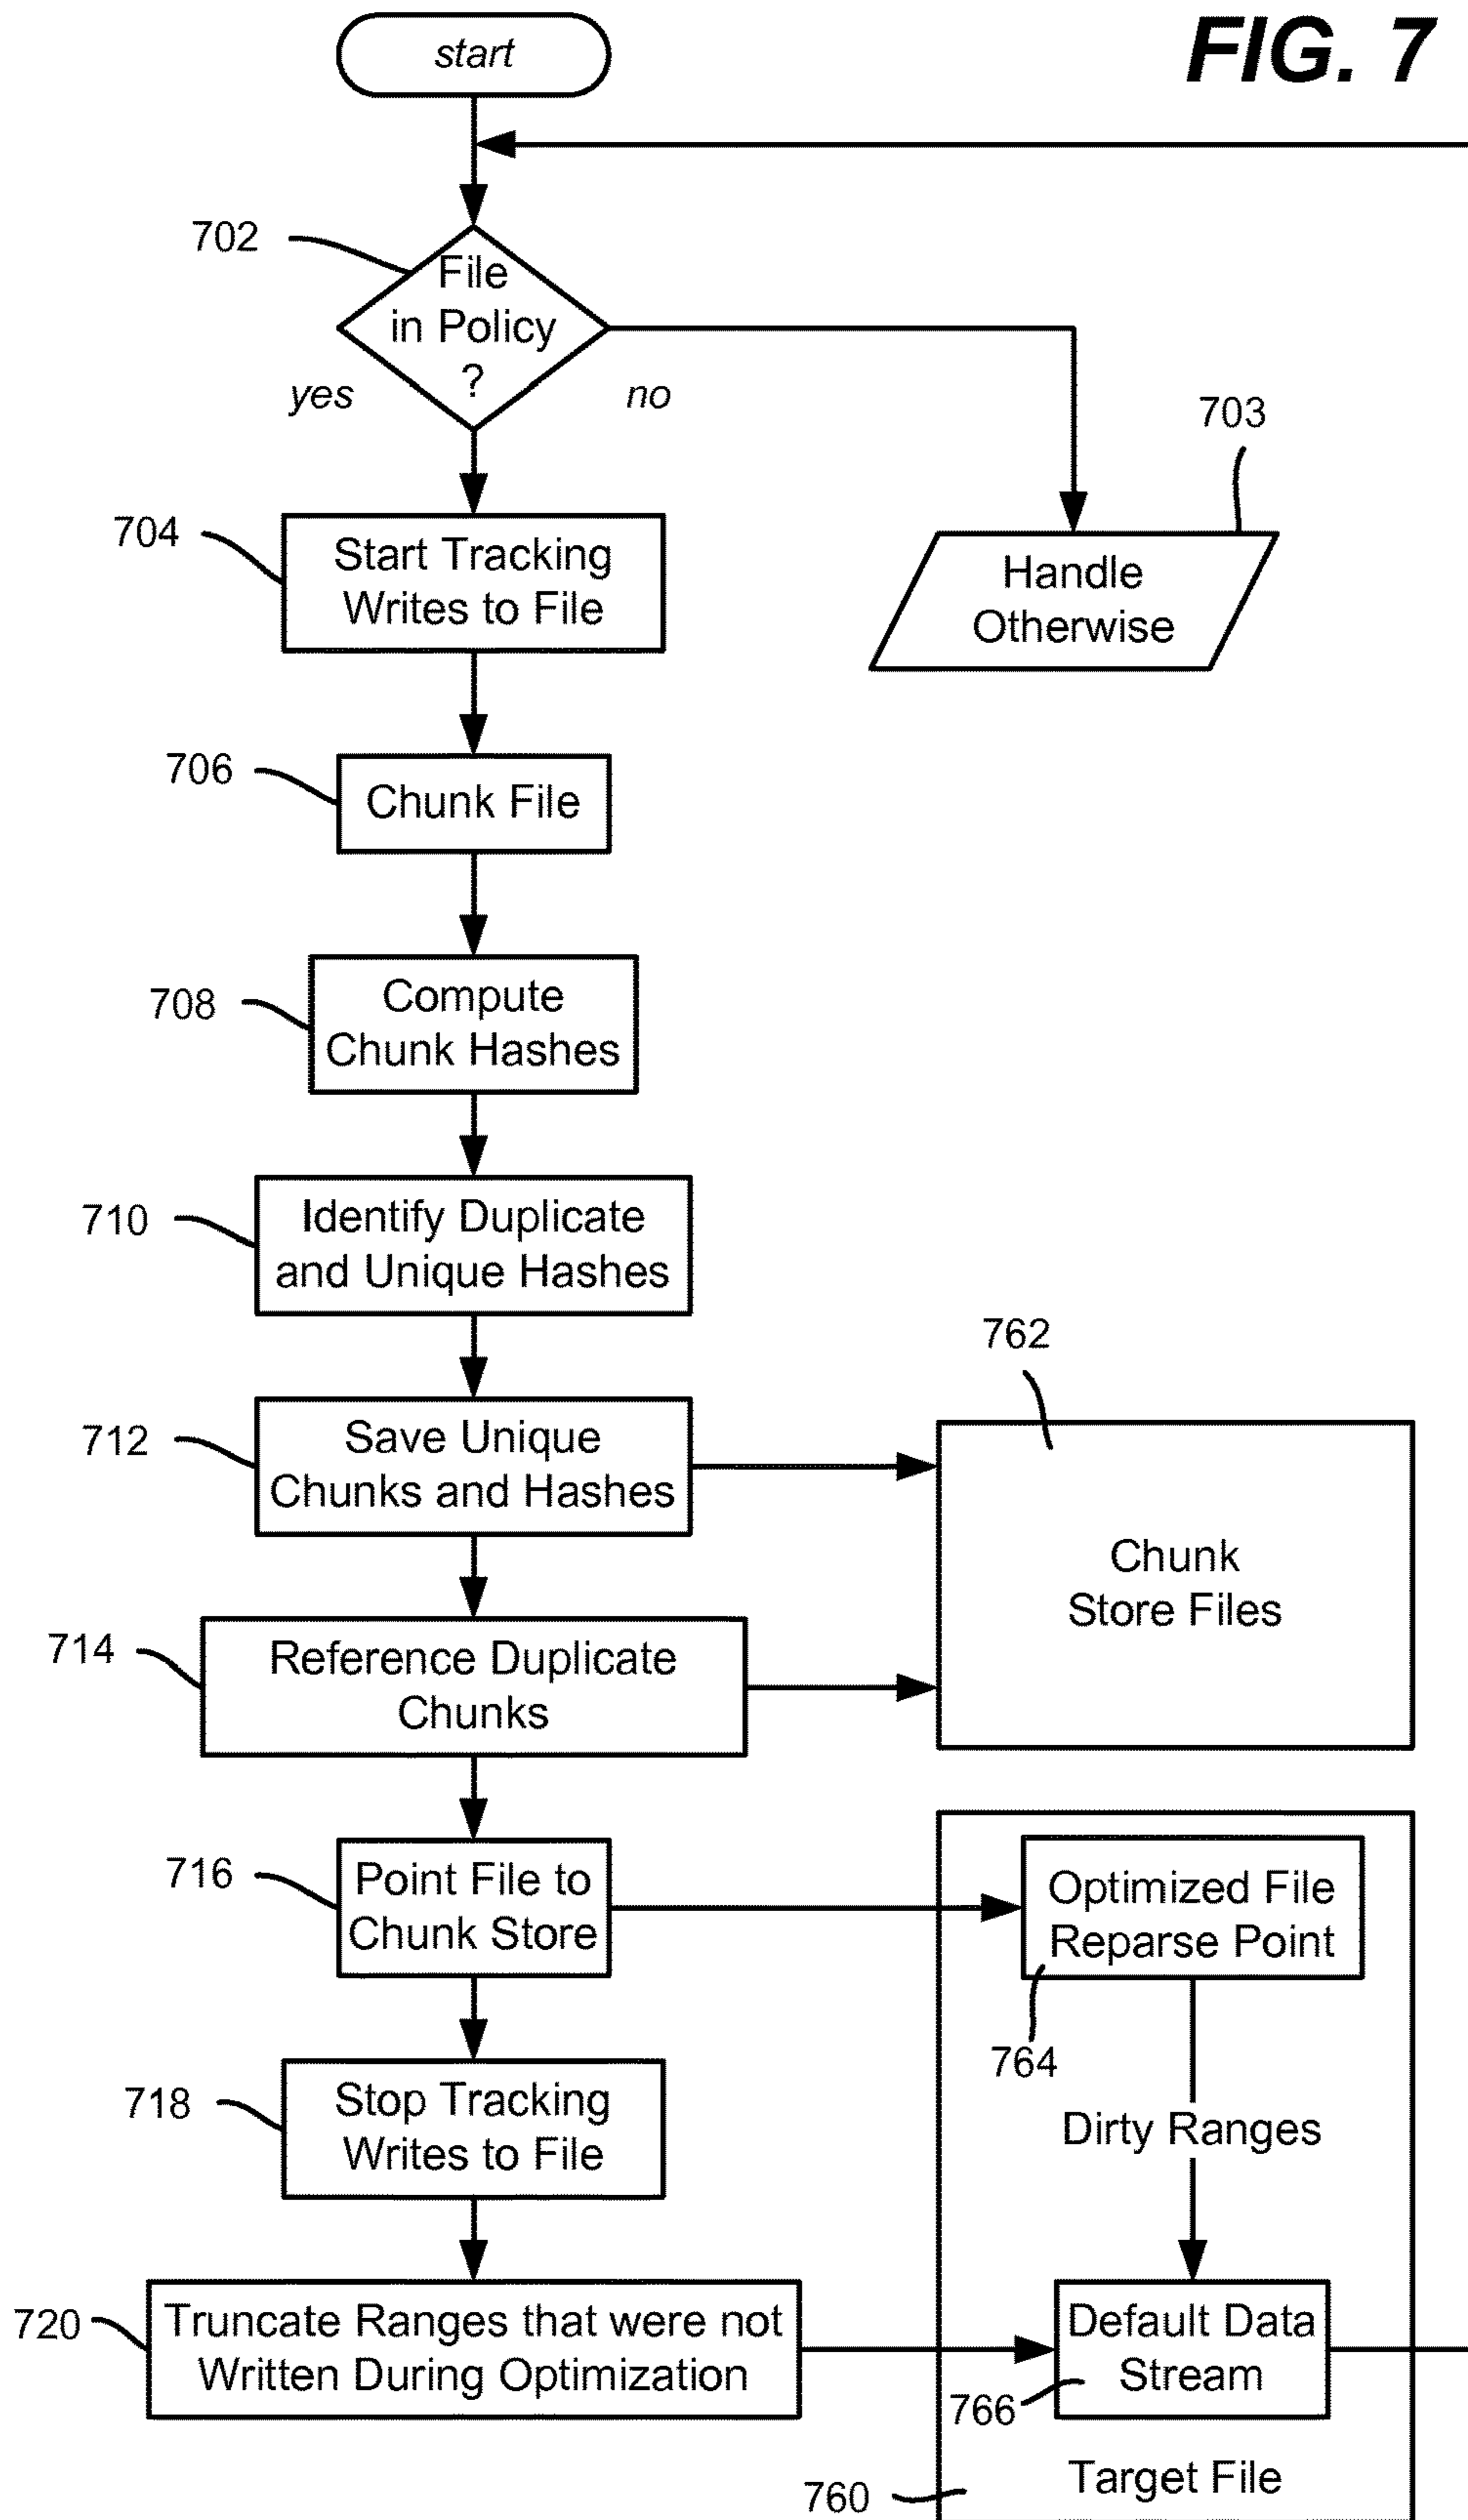 FIG. 7
start
702
File
in Policy
?
yes
no
703
704
Start Tracking
Writes to File
Handle
Otherwise
706
Chunk File
708
Compute
Chunk Hashes
710
Identify Duplicate
and Unique Hashes
762
712
Save Unique
Chunks and Hashes
Chunk
Store Files
714
Reference Duplicate
Chunks
716
Point File to
Chunk Store
Optimized File
Reparse Point
764
718
Stop Tracking
Writes to File
Dirty Ranges
720
Truncate Ranges that were not
Written During Optimization
Default Data
Stream
766
760
Target File